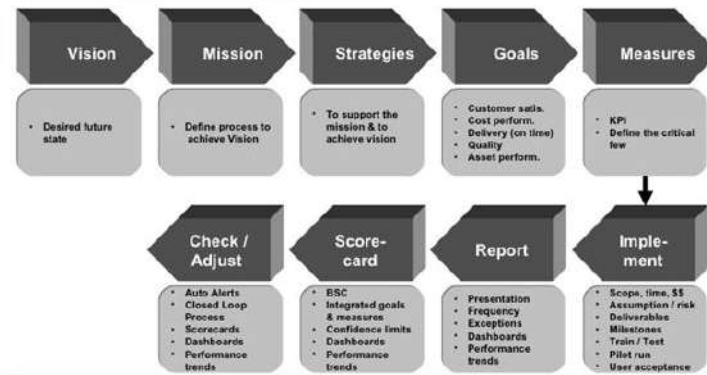 Vision
Mission
Strategies
Goals
Measures
• Desired future
state
• Define process to
achieve Vision
• To support the
mission & to
achieve vision
• Customer satis.
• Cost perform.
• Delivery (on time)
• Quality
• Asset perform.
• KPI
• Define the critical
few
Check /
Adjust
Score-
card
Report
Imple-
ment
• Auto Alerts
• Closed Loop
Process
• Scorecards
• Dashboards
• Performance
trends
• BSC
• Integrated goals
& measures
• Confidence limits
• Dashboards
• Performance
trends
• Presentation
• Frequency
• Exceptions
• Dashboards
• Performance
trends
• Scope, time, $$
• Assumption / risk
• Deliverables
• Milestones
• Train / Test
• Pilot run
• User acceptance